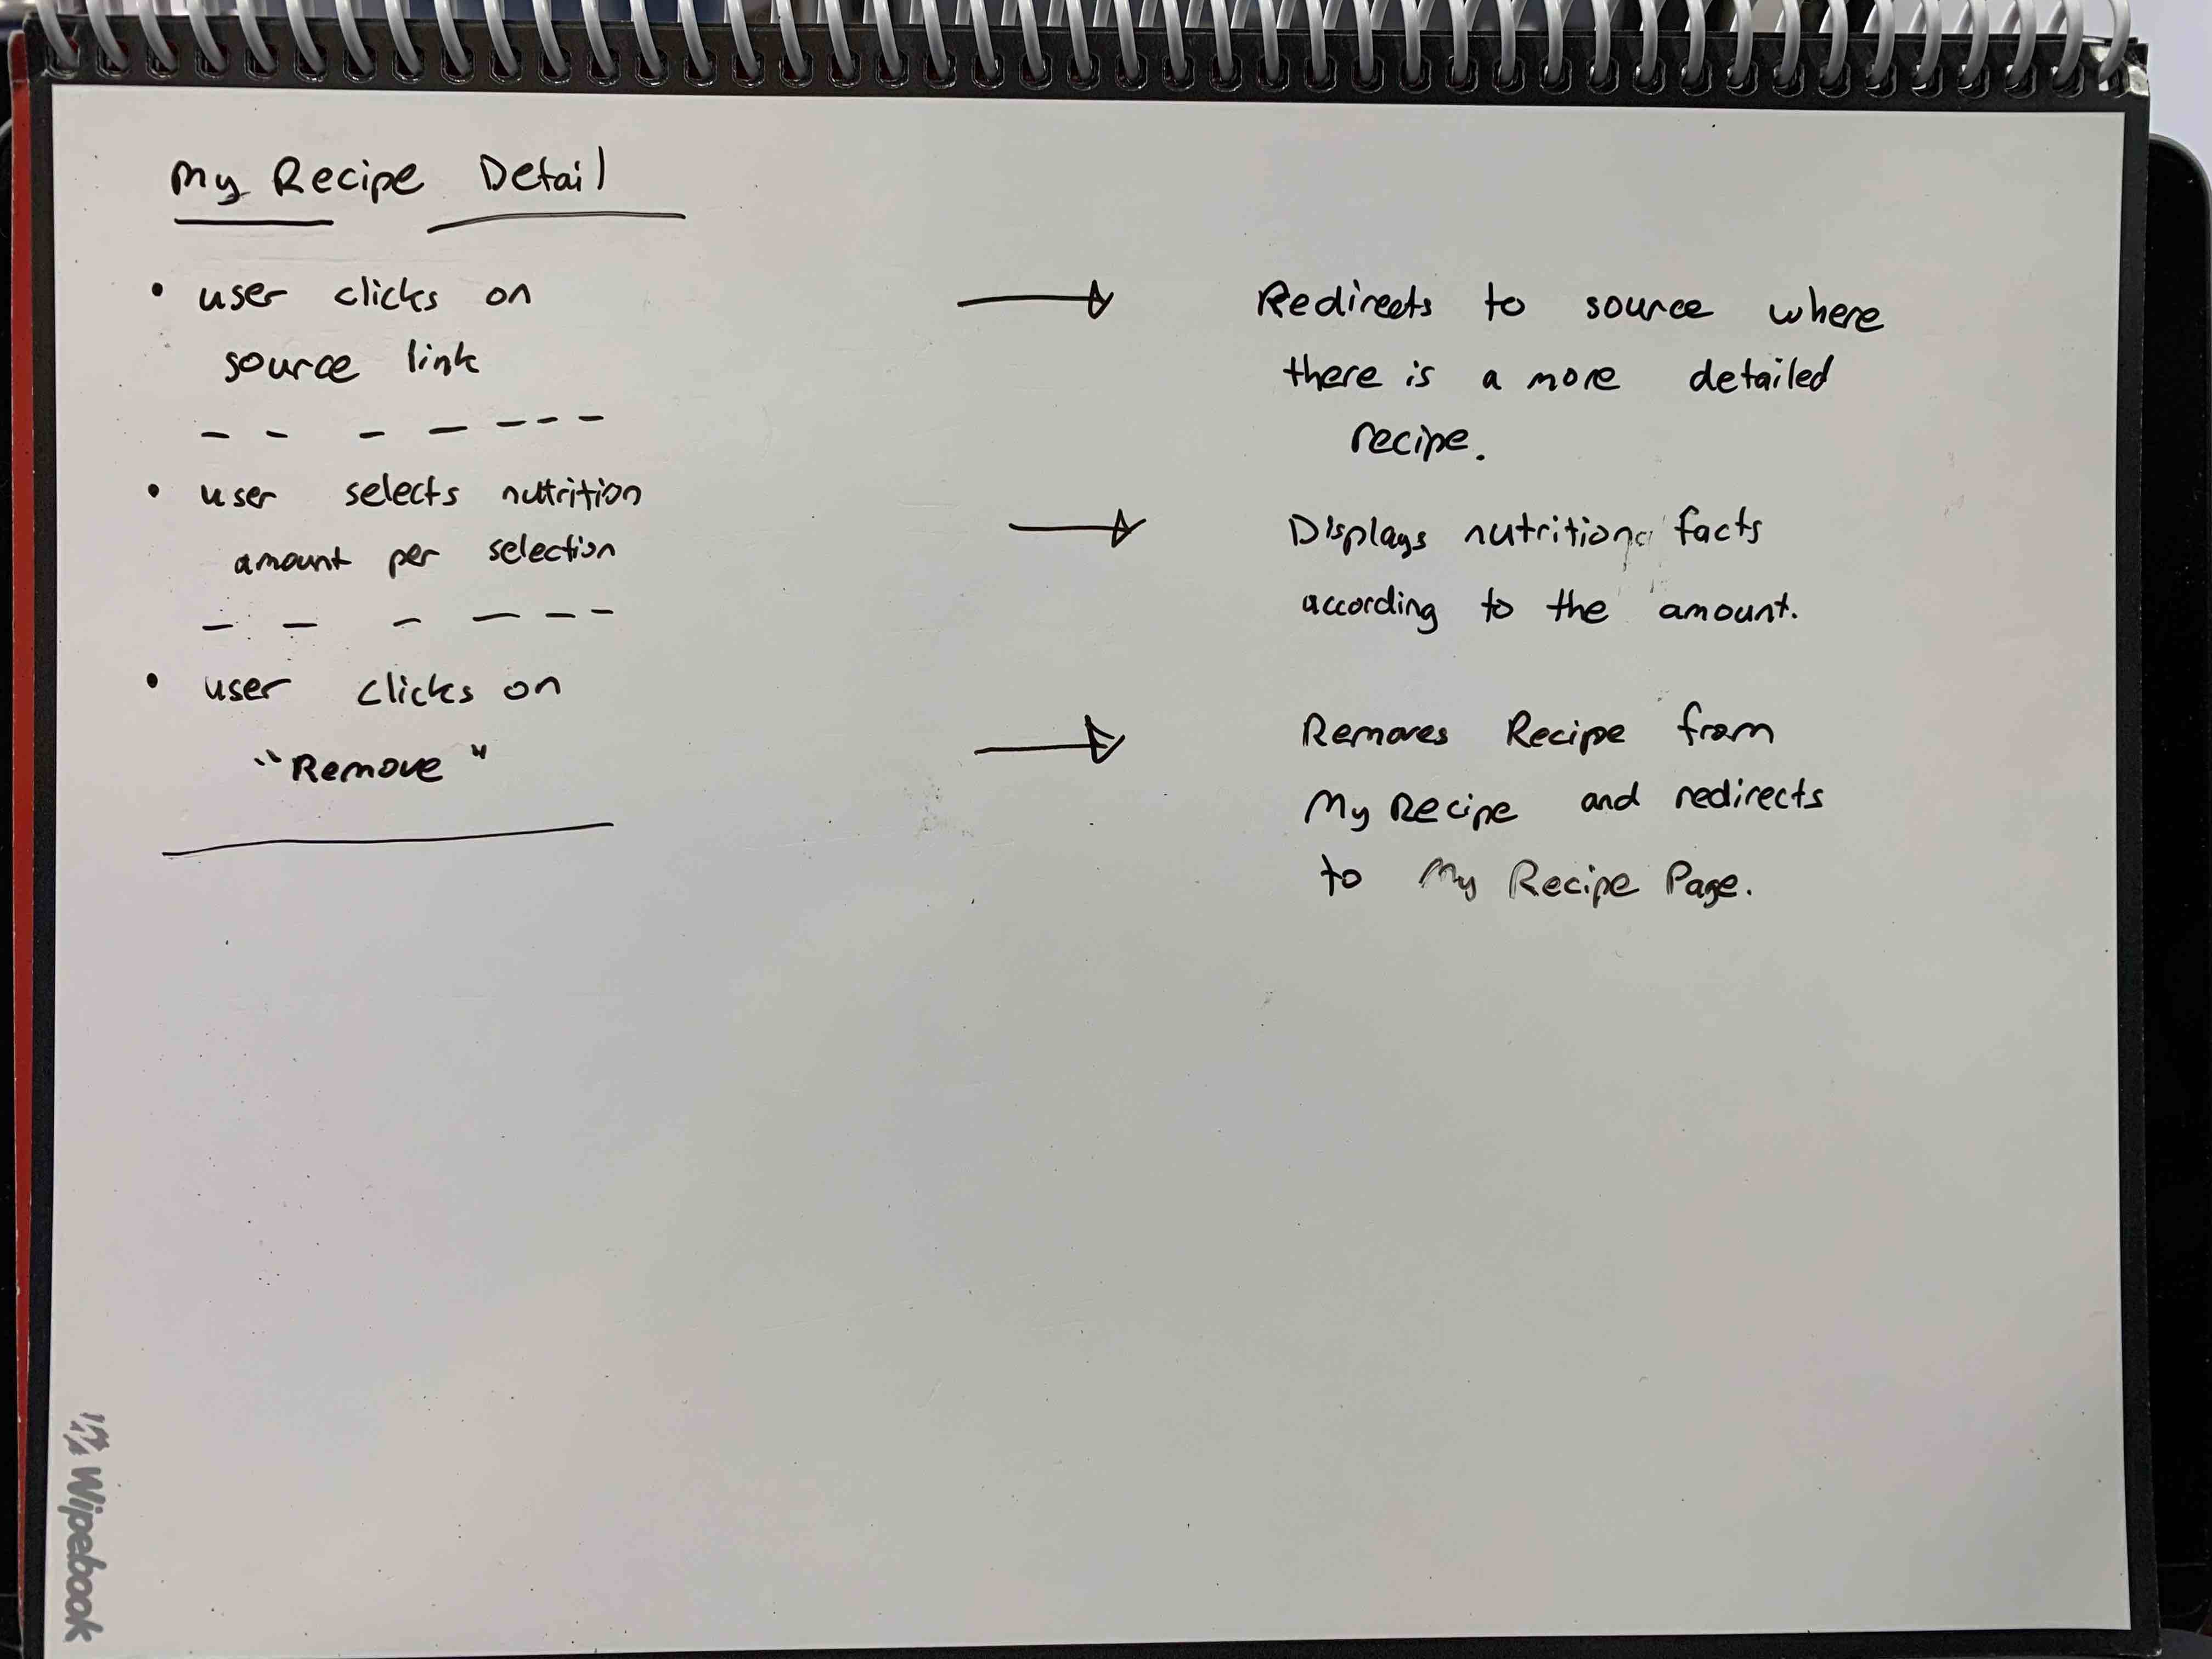 My Recipe Detail
• user clicks on
source link
• user selects nutrition
amount per selection
• user clicks on
"Remove"
Redirects to source where
there is a more detailed
recipe.
Displays nutrition facts
according to the amount.
Removes Recipe from
My Recipe and redirects
to My Recipe Page.
Wipebook